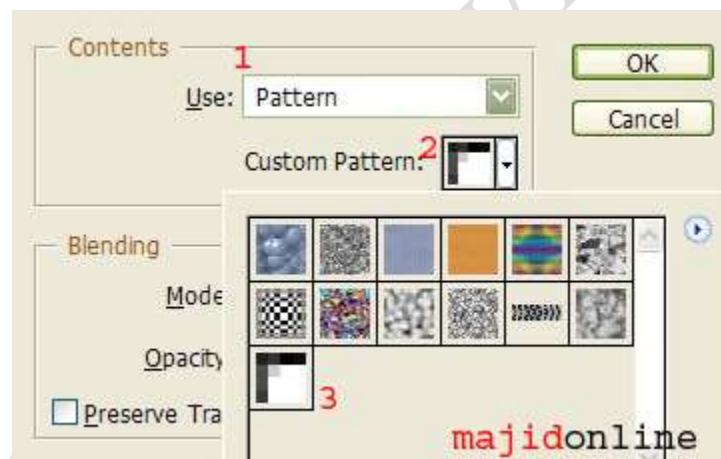 Contents
1
Use: Pattern
OK
Cancel
Custom Pattern: 2
Blending
Mode
Opacity
3
Preserve Tra
majidonline